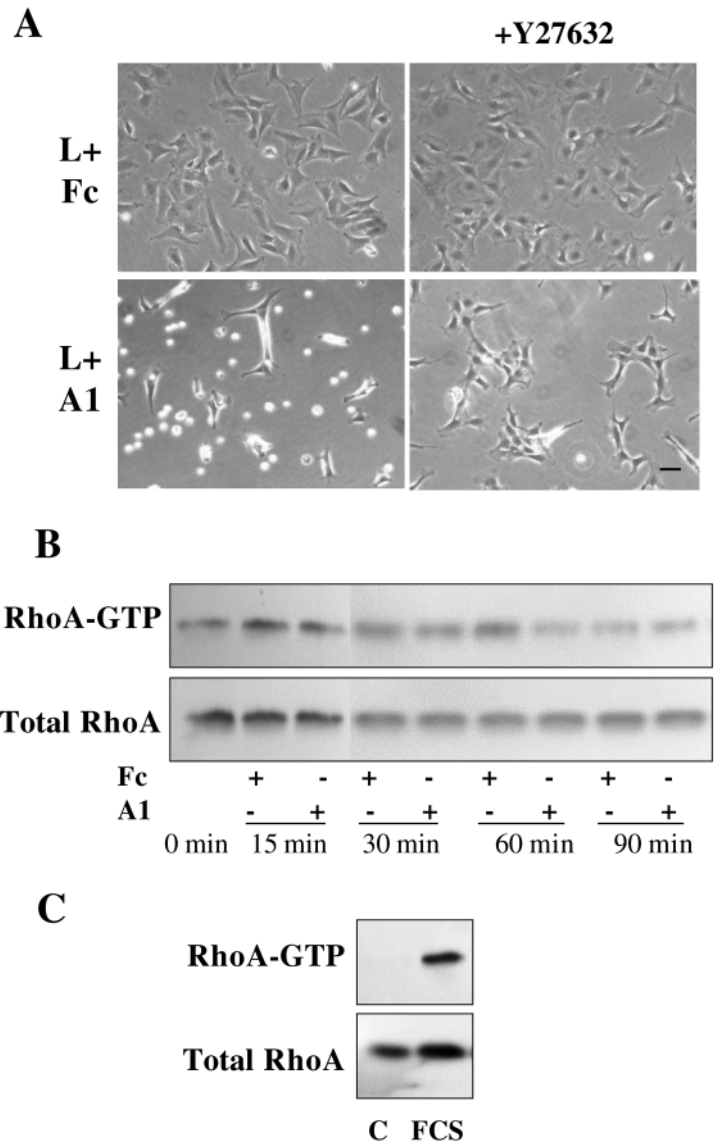 A
+Y27632
L+
Fc
L+
A1
B
RhoA-GTP
Total RhoA
Fc + - + - + - + -
A1 - + - + - + - +
0 min 15 min 30 min 60 min 90 min
C
RhoA-GTP
Total RhoA
C FCS